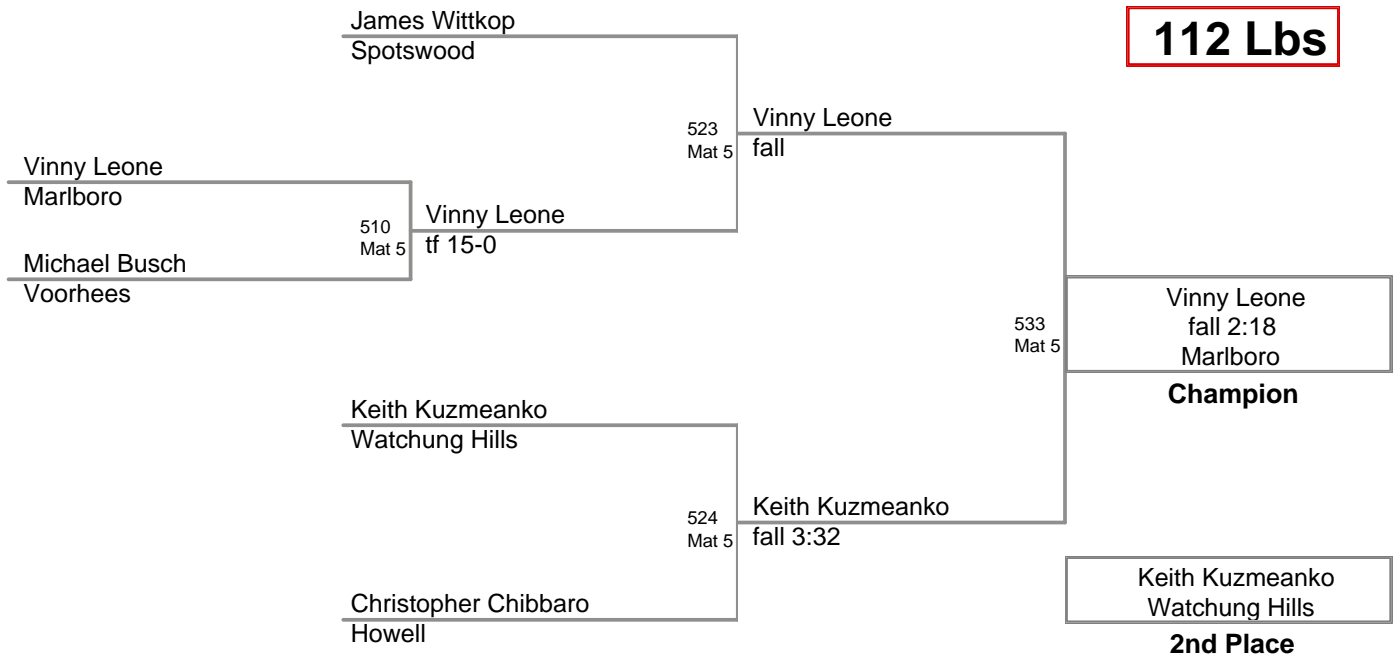 James Wittkop
Spotswood
112 Lbs
523
Mat 5
Vinny Leone
fall
Vinny Leone
Marlboro
510
Mat 5
Vinny Leone
tf 15-0
Michael Busch
Voorhees
533
Mat 5
Vinny Leone
fall 2:18
Marlboro
Champion
Keith Kuzmeanko
Watchung Hills
524
Mat 5
Keith Kuzmeanko
fall 3:32
Christopher Chibbaro
Howell
Keith Kuzmeanko
Watchung Hills
2nd Place